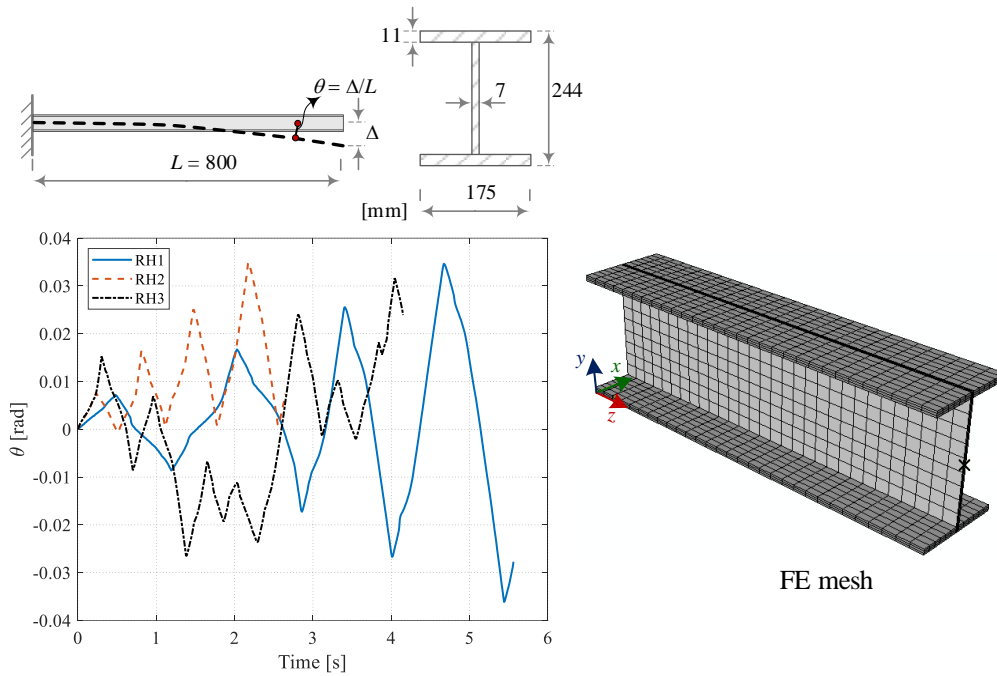 11
θ = Δ/L
7
244
Δ
L = 800
175
[mm]
0.04
0.03
0.02
0.01
0
-0.01
-0.02
-0.03
-0.04
θ [rad]
RH1
RH2
RH3
0
1
2
3
4
5
6
Time [s]
y
x
z
FE mesh